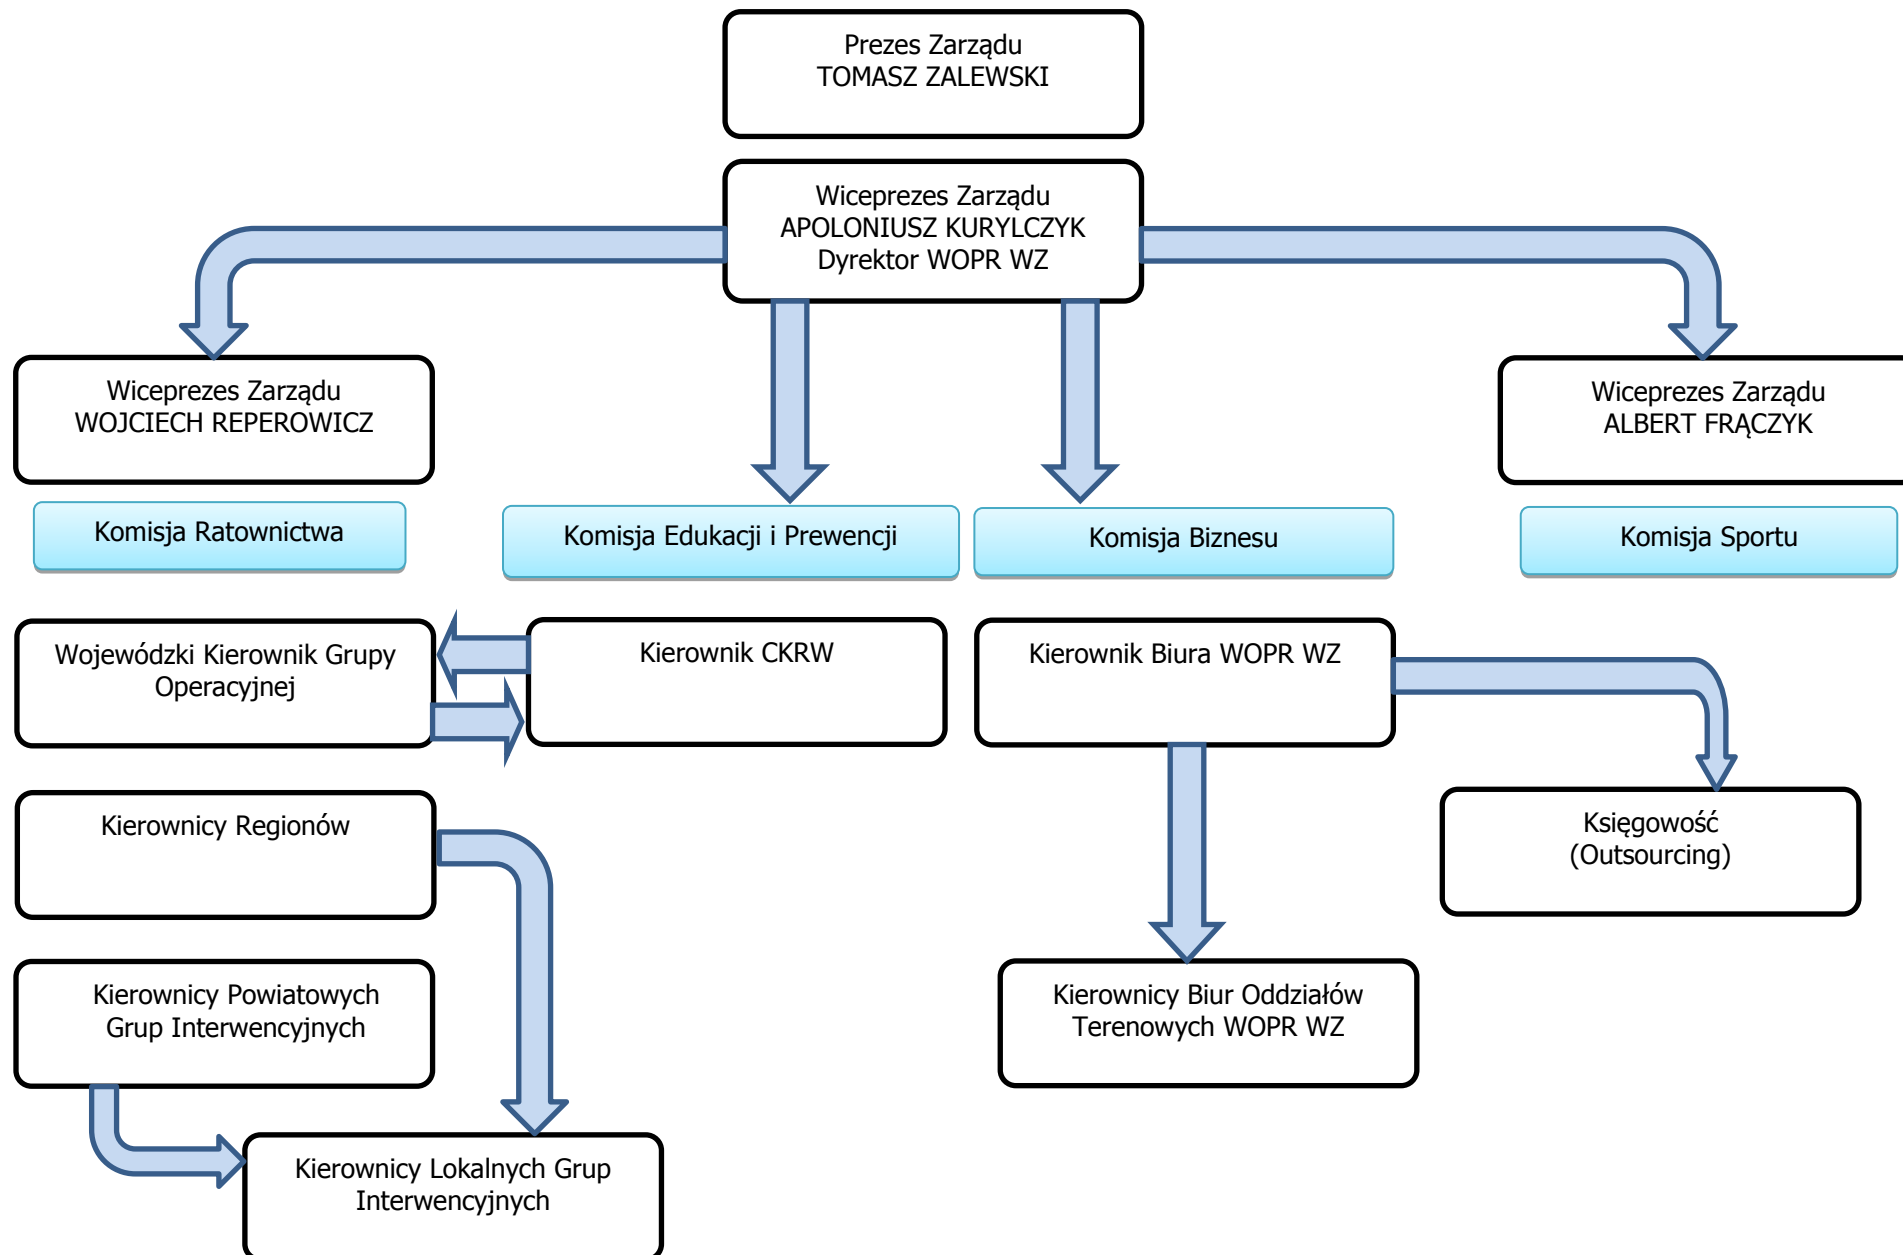 Prezes Zarządu
TOMASZ ZALEWSKI
Wiceprezes Zarządu
APOLONIUSZ KURYLCZYK
Dyrektor WOPR WZ
Wiceprezes Zarządu
WOJCIECH REPEROWICZ
Wiceprezes Zarządu
ALBERT FRĄCZYK
Komisja Ratownictwa
Komisja Edukacji i Prewencji
Komisja Biznesu
Komisja Sportu
Wojewódzki Kierownik Grupy
Operacyjnej
Kierownik CKRW
Kierownik Biura WOPR WZ
Kierownicy Regionów
Księgowość
(Outsourcing)
Kierownicy Powiatowych
Grup Interwencyjnych
Kierownicy Biur Oddziałów
Terenowych WOPR WZ
Kierownicy Lokalnych Grup
Interwencyjnych